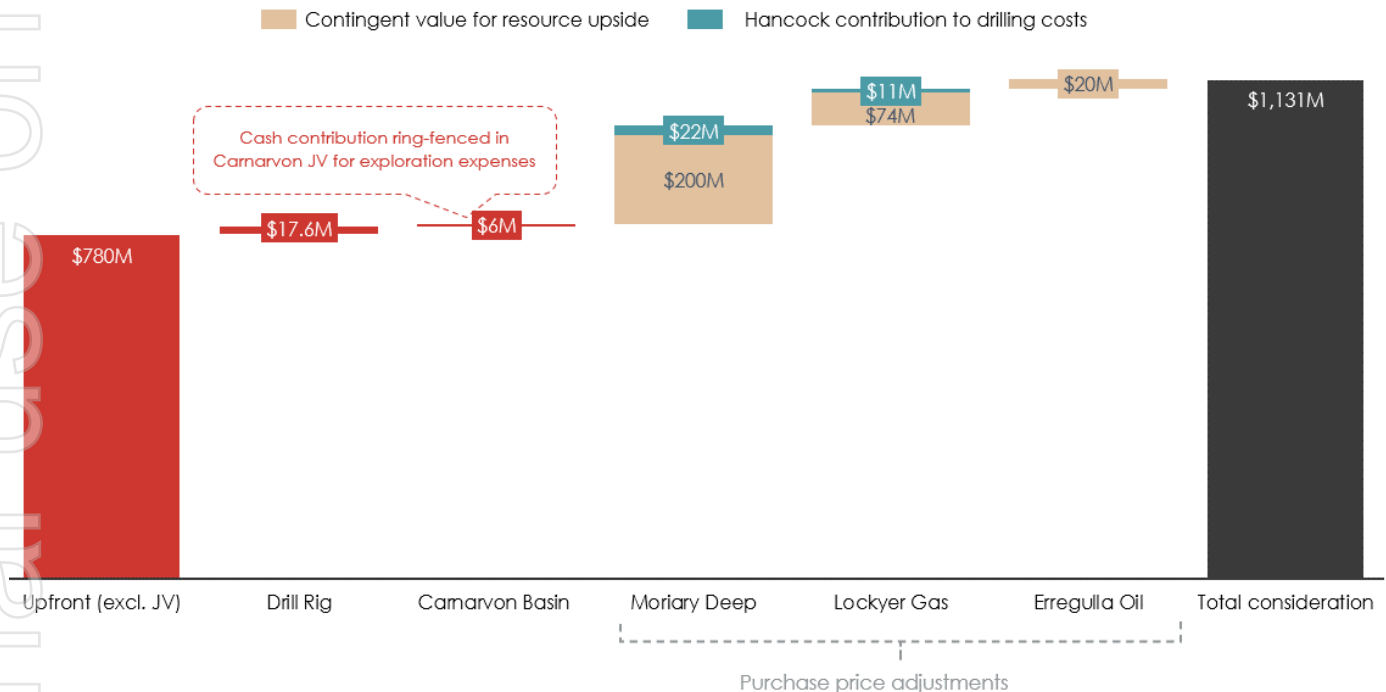 Contingent value for resource upside
Hancock contribution to drilling costs
Cash contribution ring-fenced in
Carnarvon JV for exploration expenses
$780M
$17.6M
$6M
$22M
$200M
$11M
$74M
$20M
$1,131M
Upfront (excl. JV)
Drill Rig
Carnarvon Basin
Moriary Deep
Lockyer Gas
Erregulla Oil
Total consideration
Purchase price adjustments